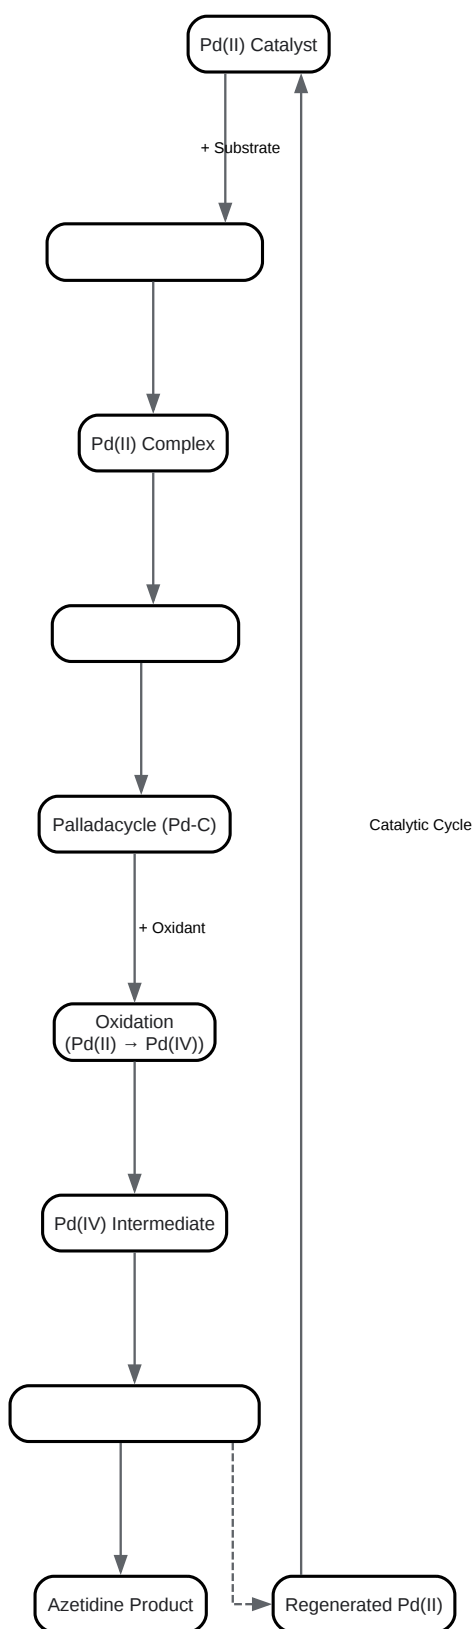 Pd(II) Catalyst
+ Substrate
Pd(II) Complex
Palladacycle (Pd-C)
Catalytic Cycle
+ Oxidant
Oxidation
(Pd(II) → Pd(IV))
Pd(IV) Intermediate
Azetidine Product
Regenerated Pd(II)